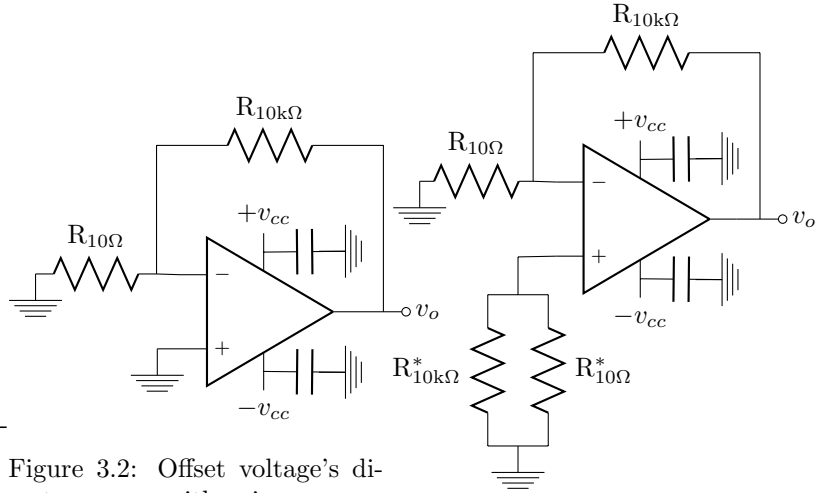 R10kΩ
R10Ω
+vcc
−
+
−vcc
vo
R10kΩ
R10Ω
+vcc
−
+
−vcc
vo
R*10kΩ
R*10Ω
Figure 3.2: Offset voltage's di-